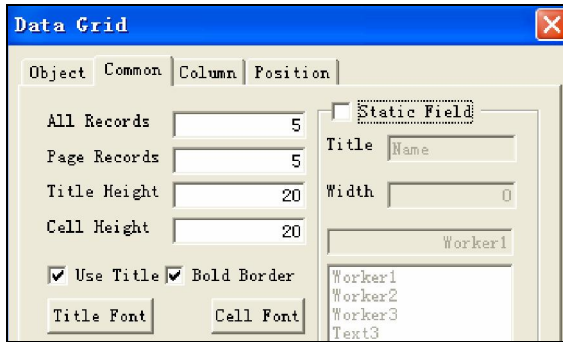 Data Grid
Object Common Column Position
All Records 5
Page Records 5
Title Height 20
Cell Height 20
Use Title Bold Border
Title Font Cell Font
Static Field
Title Name
Width 0
Worker1
Worker1
Worker2
Worker3
Text3